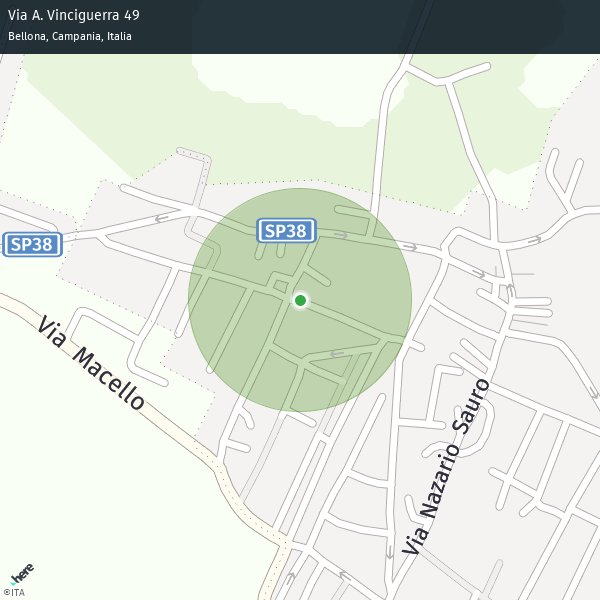 Via A. Vinciguerra 49
Bellona, Campania, Italia
SP38
SP38
Via Macello
Via Nazario Sauro
here
©ITA